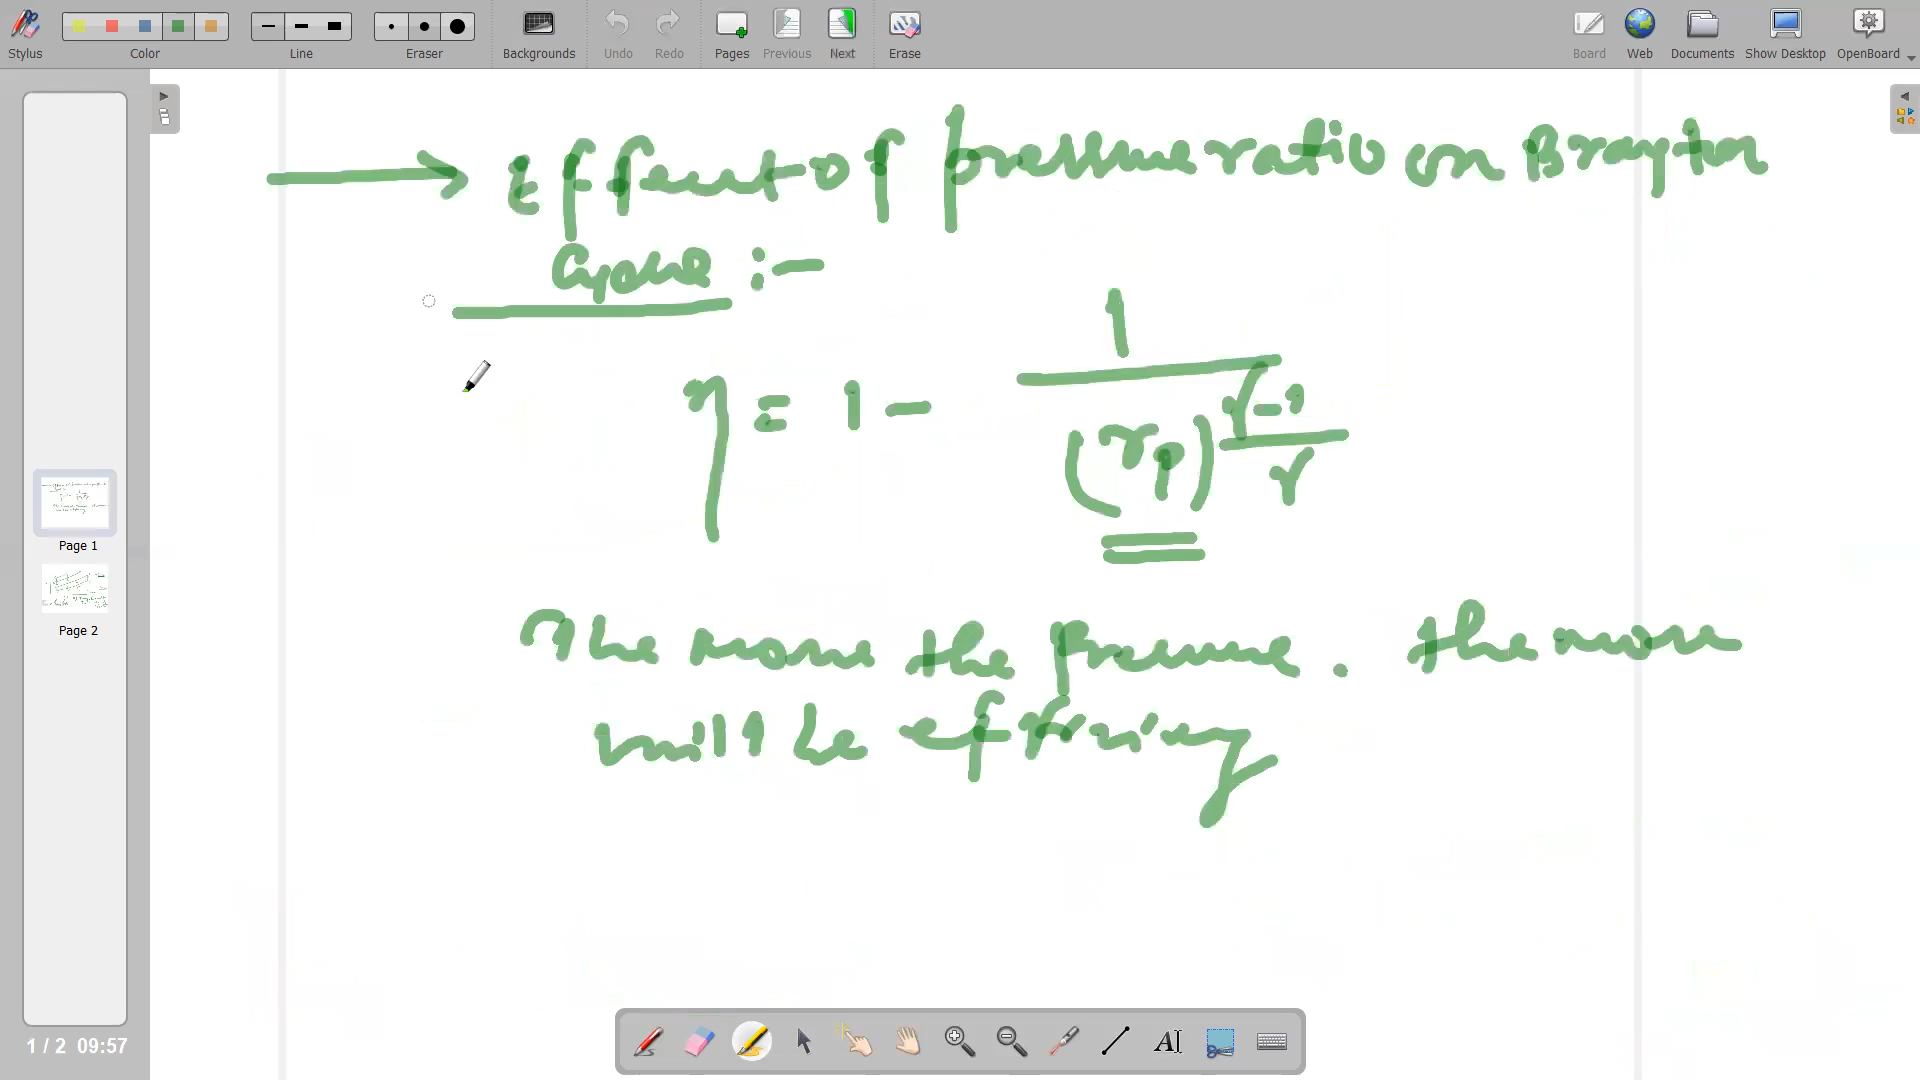 Stylus Color Line Eraser Backgrounds Undo Redo Pages Previous Next Erase Board Web Documents Show Desktop OpenBoard
→ Effect of pressure ratio on Brayton
Cycle :-
η = 1 - 1 / (rp)^((γ-1)/γ)
The more the pressure . the more
will be efficiency
Page 1
Page 2
1 / 2 09:57